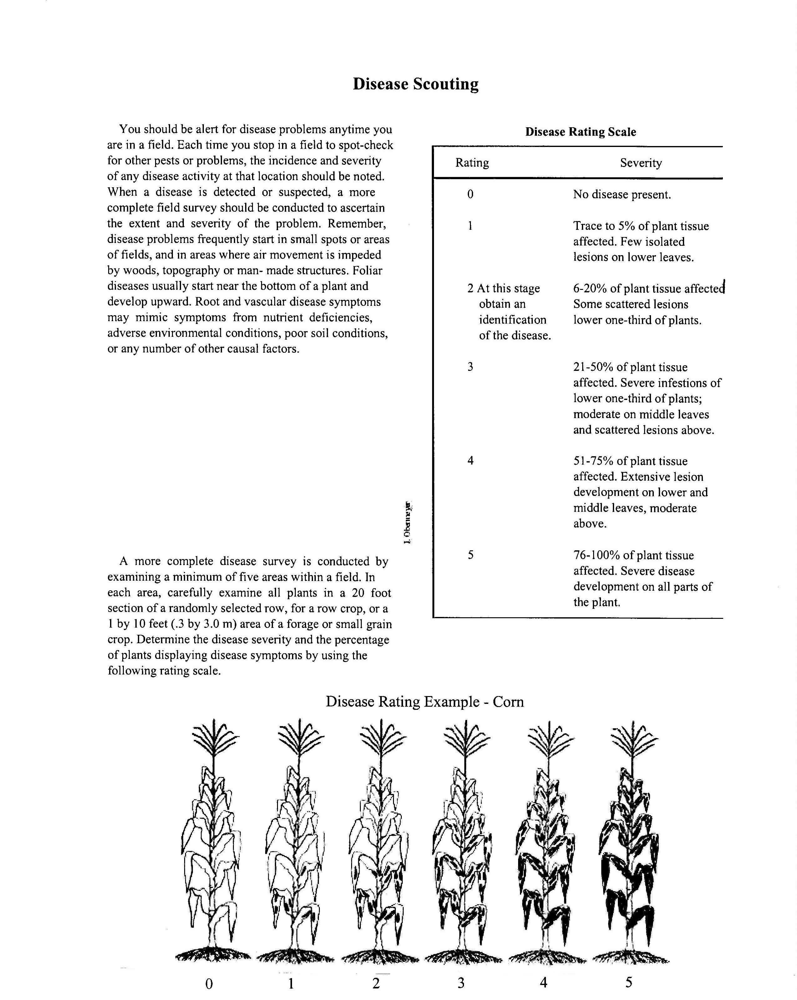 Disease Scouting
You should be alert for disease problems anytime you
are in a field. Each time you stop in a field to spot-check
for other pests or problems, the incidence and severity
of any disease activity at that location should be noted.
When a disease is detected or suspected, a more
complete field survey should be conducted to ascertain
the extent and severity of the problem. Remember,
disease problems frequently start in small spots or areas
of fields, and in areas where air movement is impeded
by woods, topography or man- made structures. Foliar
diseases usually start near the bottom of a plant and
develop upward. Root and vascular disease symptoms
may mimic symptoms from nutrient deficiencies,
adverse environmental conditions, poor soil conditions,
or any number of other causal factors.
J. Obermeyer
A more complete disease survey is conducted by
examining a minimum of five areas within a field. In
each area, carefully examine all plants in a 20 foot
section of a randomly selected row, for a row crop, or a
1 by 10 feet (.3 by 3.0 m) area of a forage or small grain
crop. Determine the disease severity and the percentage
of plants displaying disease symptoms by using the
following rating scale.
Disease Rating Scale
Rating Severity
0 No disease present.
1 Trace to 5% of plant tissue
affected. Few isolated
lesions on lower leaves.
2 At this stage 6-20% of plant tissue affected
obtain an Some scattered lesions
identification lower one-third of plants.
of the disease.
3 21-50% of plant tissue
affected. Severe infestions of
lower one-third of plants;
moderate on middle leaves
and scattered lesions above.
4 51-75% of plant tissue
affected. Extensive lesion
development on lower and
middle leaves, moderate
above.
5 76-100% of plant tissue
affected. Severe disease
development on all parts of
the plant.
Disease Rating Example - Corn
0 1 2 3 4 5